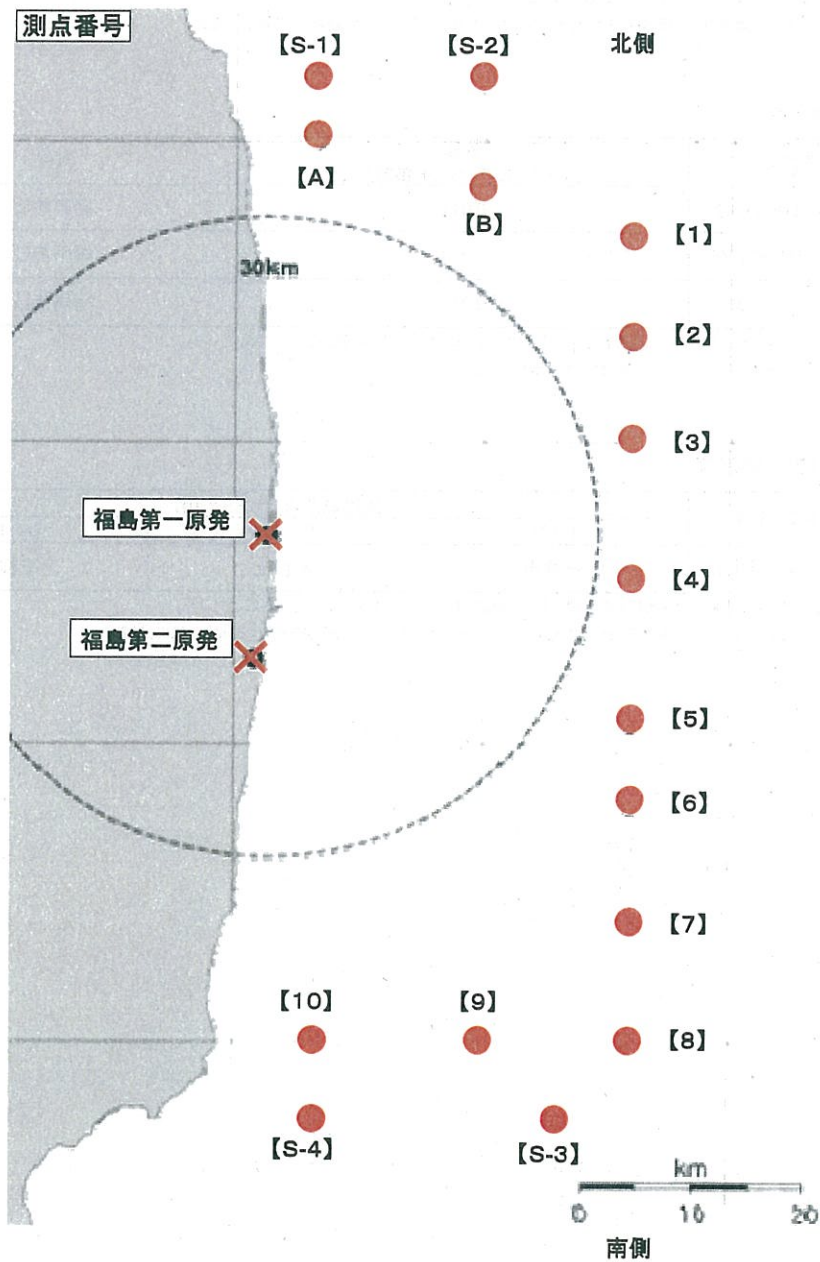 測点番号
【S-1】
【S-2】
北側
【A】
【B】
【1】
30km
【2】
【3】
福島第一原発
【4】
福島第二原発
【5】
【6】
【7】
【10】
【9】
【8】
【S-4】
【S-3】
km
0 10 20
南側